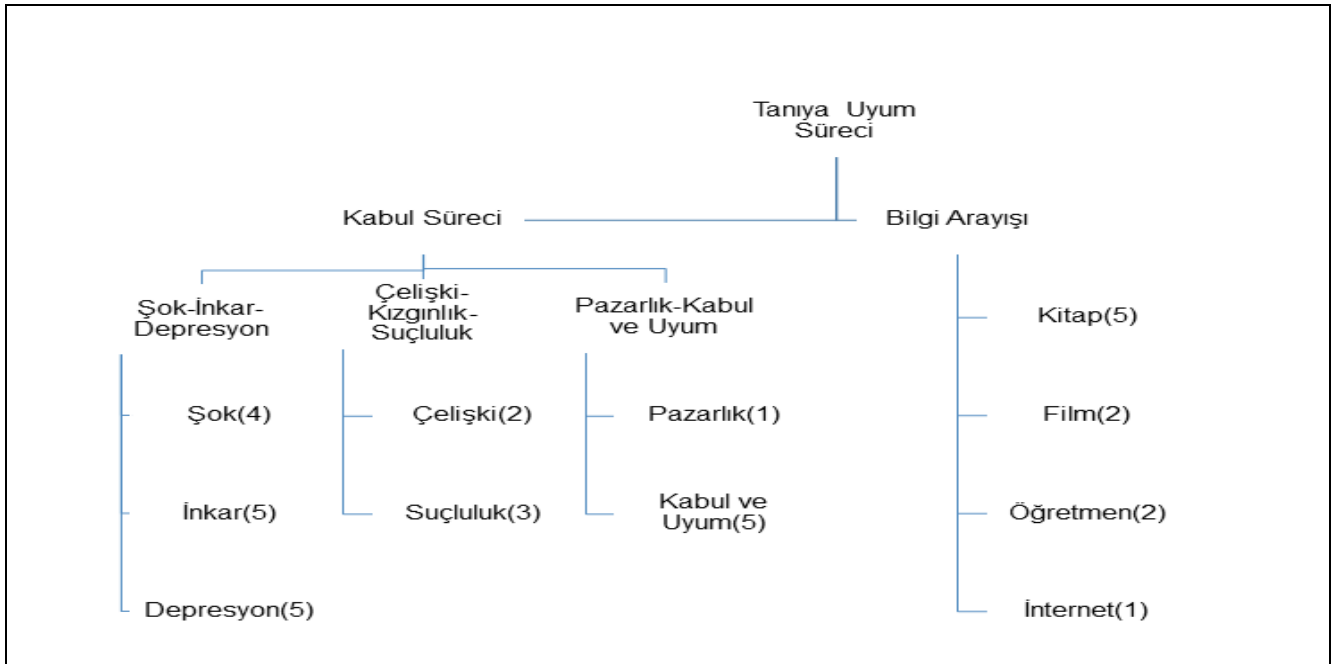 Tanıya Uyum
Süreci
Kabul Süreci
Bilgi Arayışı
Şok-İnkar-
Depresyon
Çelişki-
Kızgınlık-
Suçluluk
Pazarlık-Kabul
ve Uyum
Şok(4)
İnkar(5)
Depresyon(5)
Çelişki(2)
Suçluluk(3)
Pazarlık(1)
Kabul ve
Uyum(5)
Kitap(5)
Film(2)
Öğretmen(2)
İnternet(1)